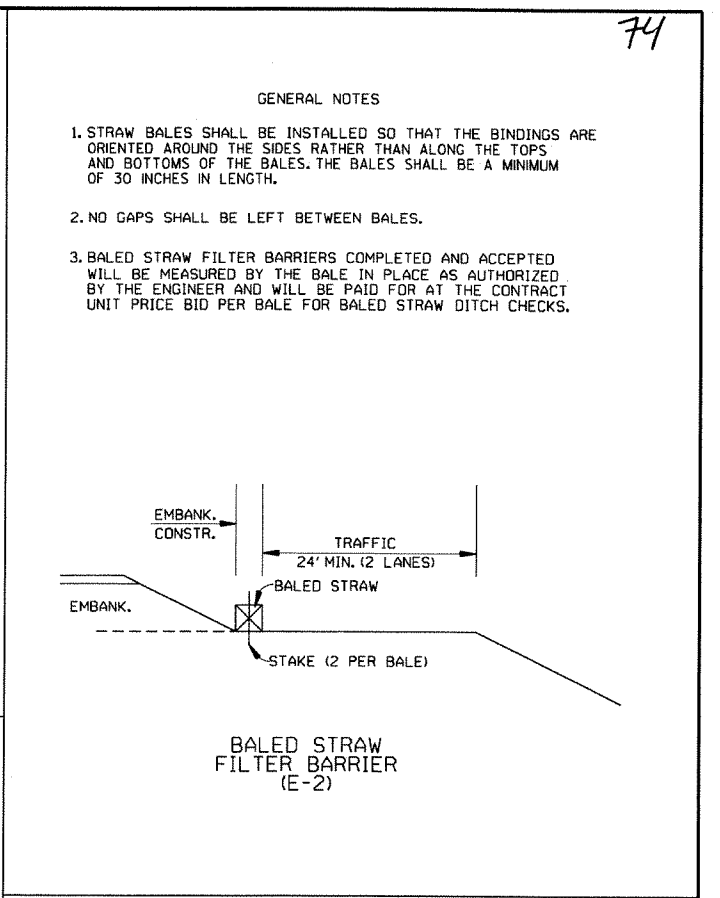 74
GENERAL NOTES
1. STRAW BALES SHALL BE INSTALLED SO THAT THE BINDINGS ARE
ORIENTED AROUND THE SIDES RATHER THAN ALONG THE TOPS
AND BOTTOMS OF THE BALES. THE BALES SHALL BE A MINIMUM
OF 30 INCHES IN LENGTH.
2. NO GAPS SHALL BE LEFT BETWEEN BALES.
3. BALED STRAW FILTER BARRIERS COMPLETED AND ACCEPTED
WILL BE MEASURED BY THE BALE IN PLACE AS AUTHORIZED
BY THE ENGINEER AND WILL BE PAID FOR AT THE CONTRACT
UNIT PRICE BID PER BALE FOR BALED STRAW DITCH CHECKS.
EMBANK.
CONSTR.
TRAFFIC
24' MIN. (2 LANES)
BALED STRAW
EMBANK.
STAKE (2 PER BALE)
BALED STRAW
FILTER BARRIER
(E-2)